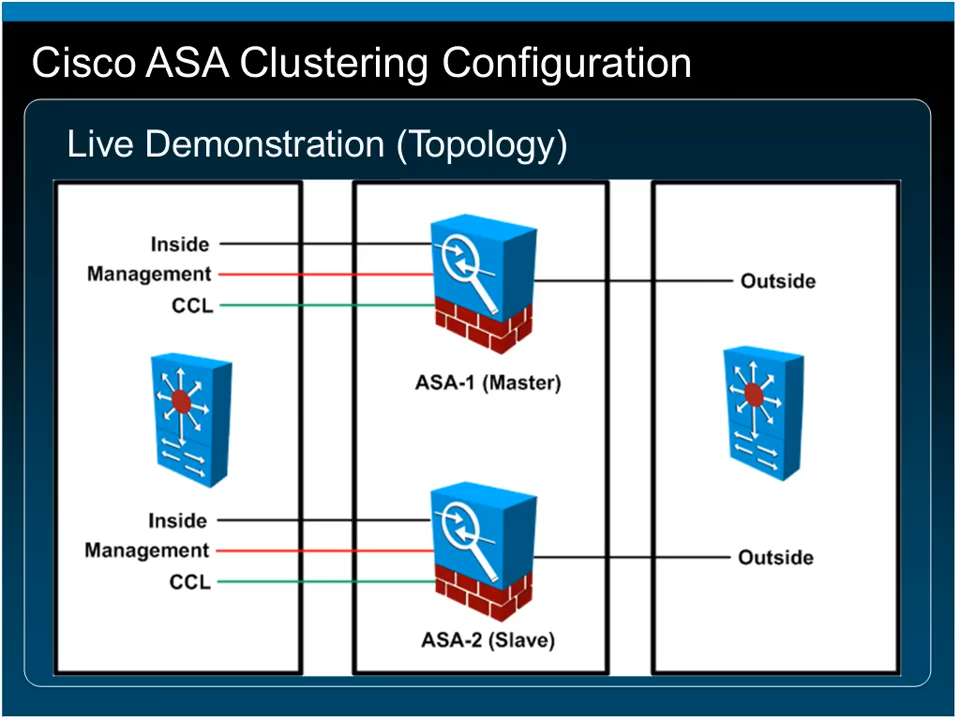 Cisco ASA Clustering Configuration
Live Demonstration (Topology)
Inside
Management
CCL
Outside
ASA-1 (Master)
Inside
Management
CCL
Outside
ASA-2 (Slave)